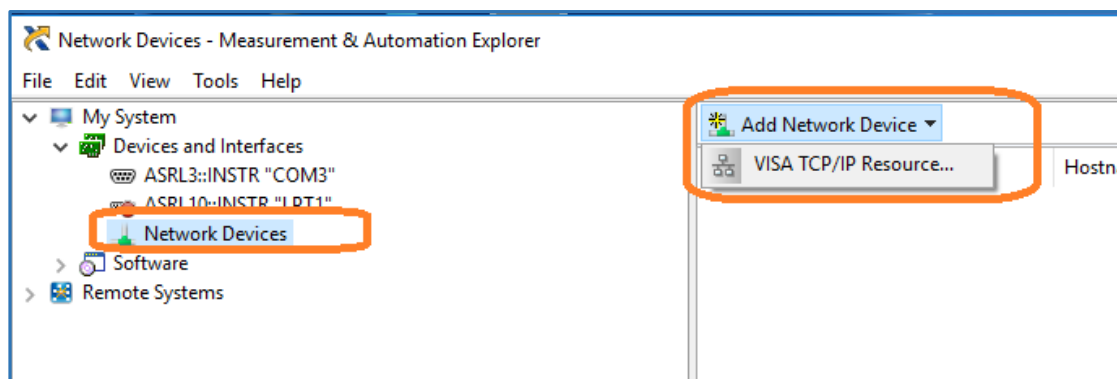 Network Devices - Measurement & Automation Explorer
File Edit View Tools Help
My System
Devices and Interfaces
ASRL3::INSTR "COM3"
ASRL10::INSTR "LPT1"
Network Devices
Software
Remote Systems
Add Network Device
VISA TCP/IP Resource...
Hostn